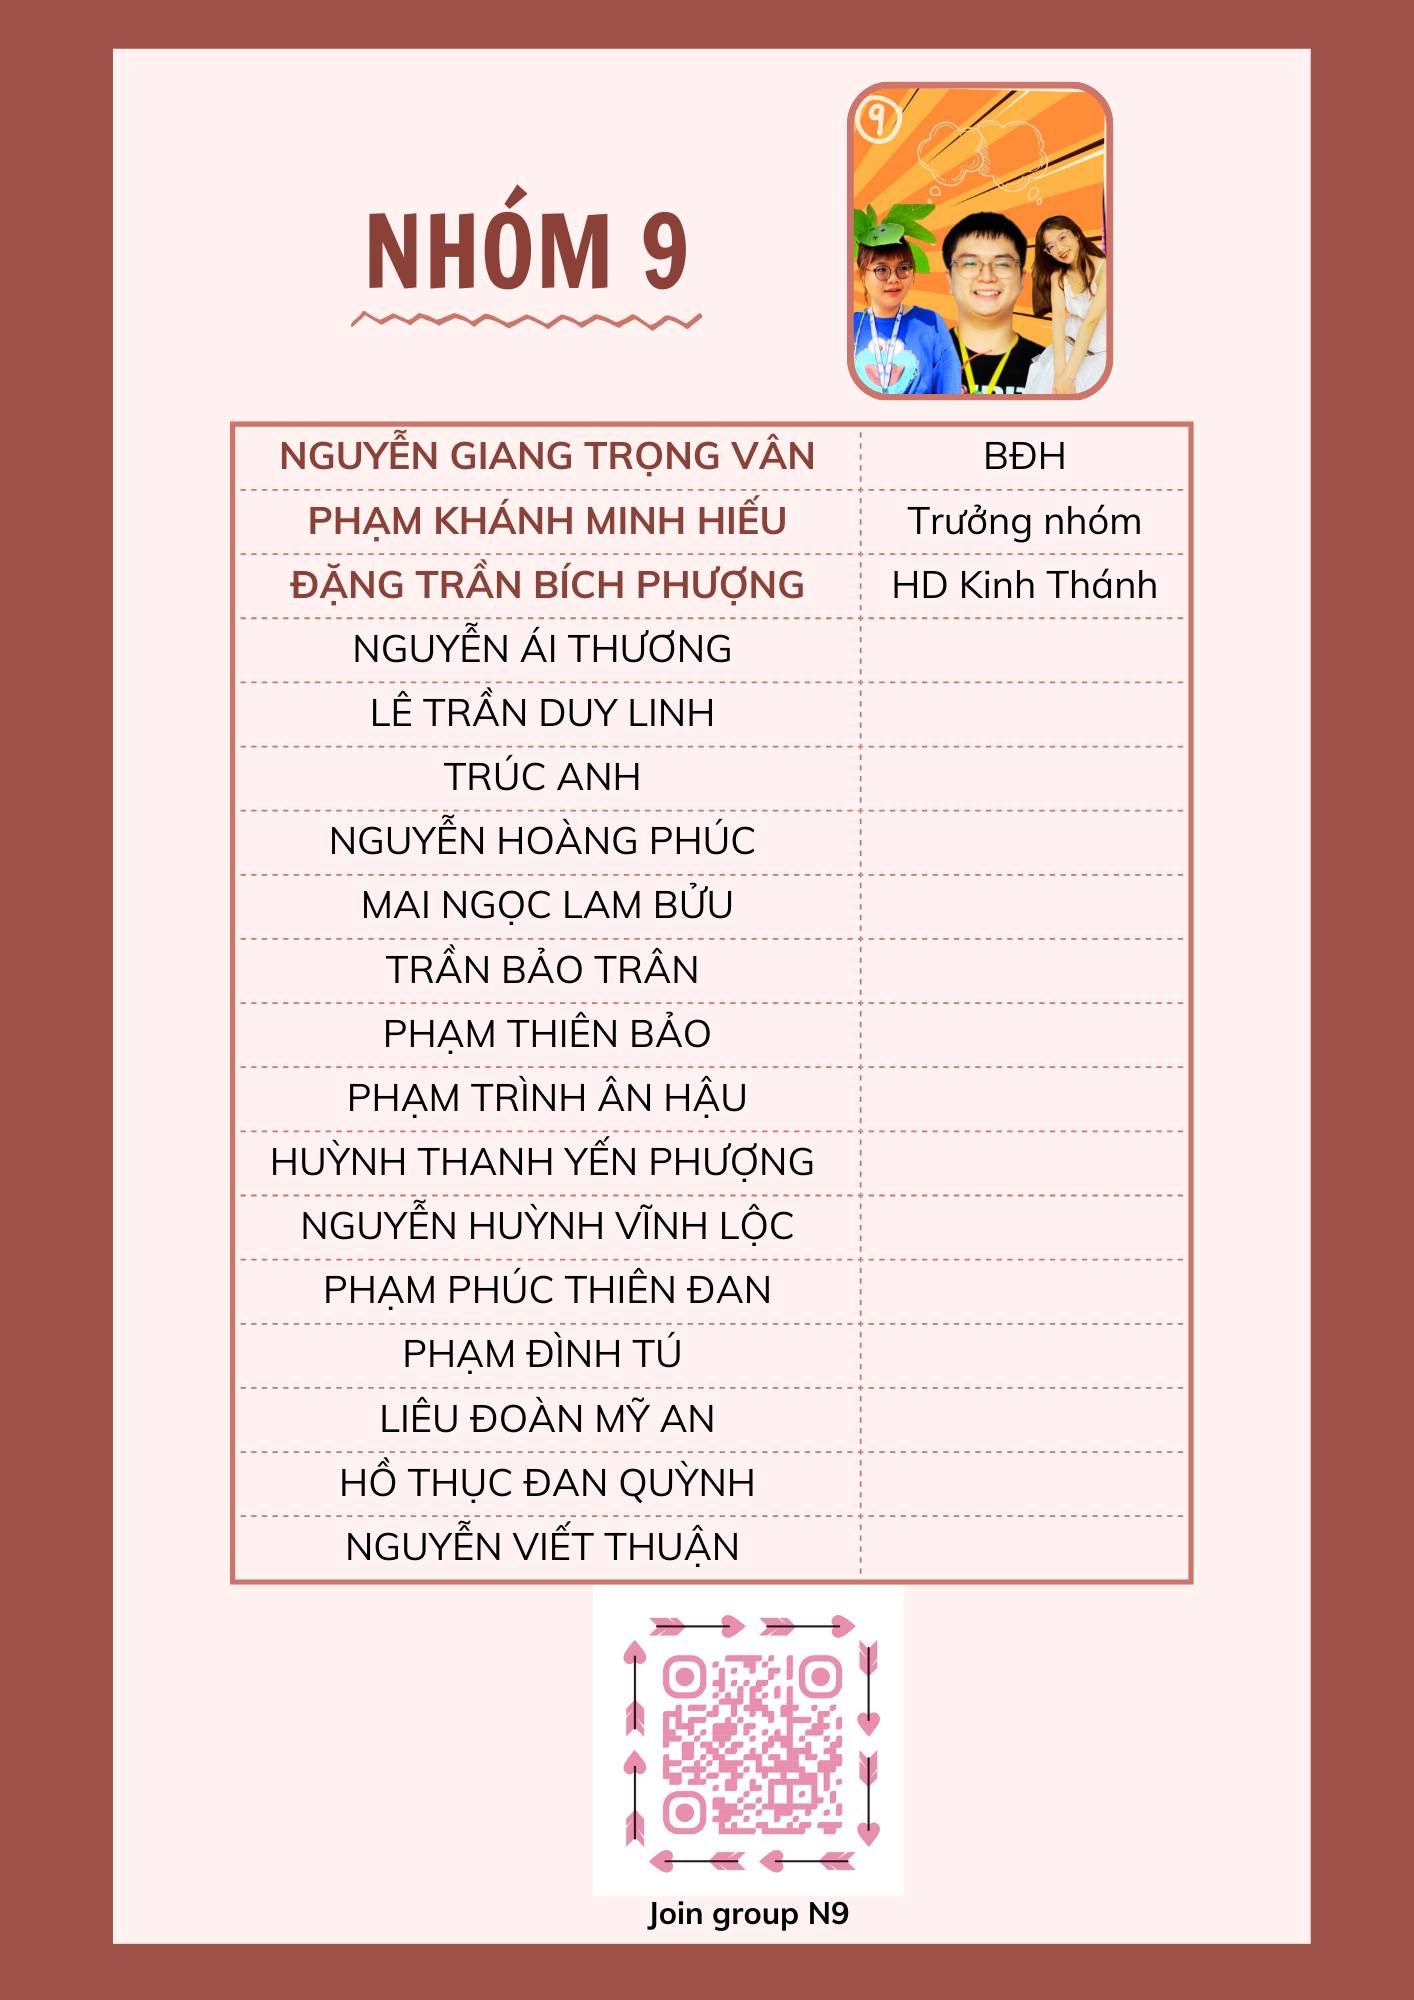 9
NHÓM 9
NGUYỄN GIANG TRỌNG VÂN BĐH
PHẠM KHÁNH MINH HIẾU Trưởng nhóm
ĐẶNG TRẦN BÍCH PHƯỢNG HD Kinh Thánh
NGUYỄN ÁI THƯƠNG
LÊ TRẦN DUY LINH
TRÚC ANH
NGUYỄN HOÀNG PHÚC
MAI NGỌC LAM BỬU
TRẦN BẢO TRÂN
PHẠM THIÊN BẢO
PHẠM TRÌNH ÂN HẬU
HUỲNH THANH YẾN PHƯỢNG
NGUYỄN HUỲNH VĨNH LỘC
PHẠM PHÚC THIÊN ĐAN
PHẠM ĐÌNH TÚ
LIÊU ĐOÀN MỸ AN
HỒ THỤC ĐAN QUỲNH
NGUYỄN VIẾT THUẬN
Join group N9